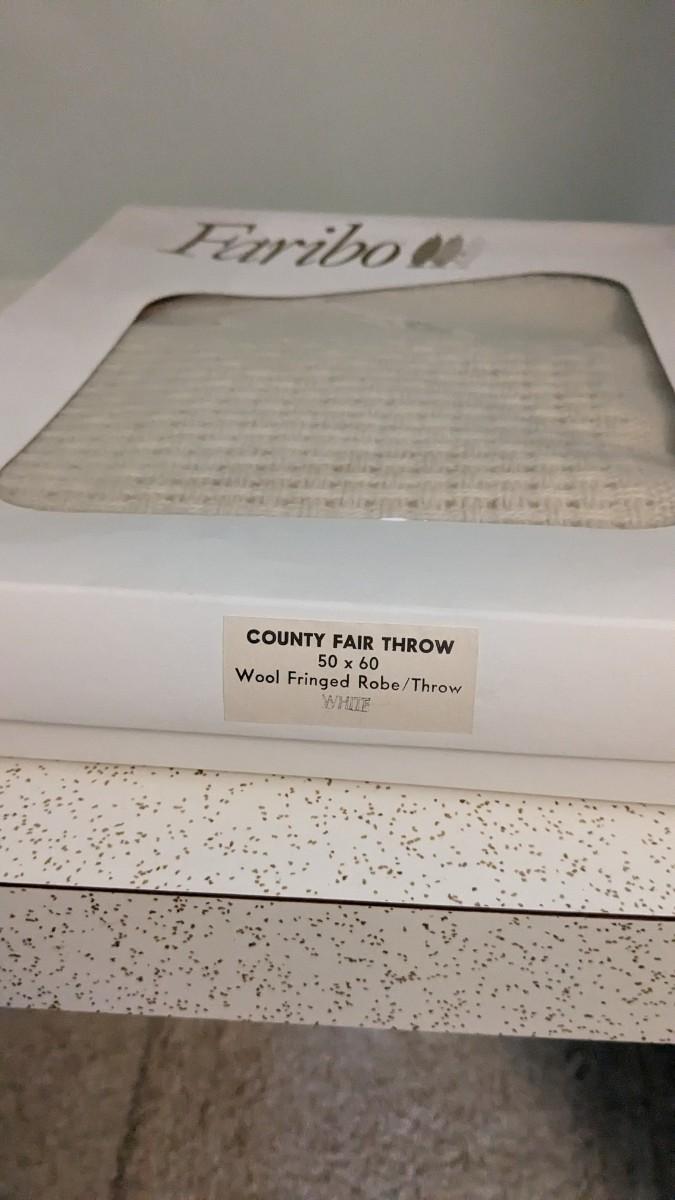 Faribo
COUNTY FAIR THROW
50 x 60
Wool Fringed Robe/Throw
WHITE